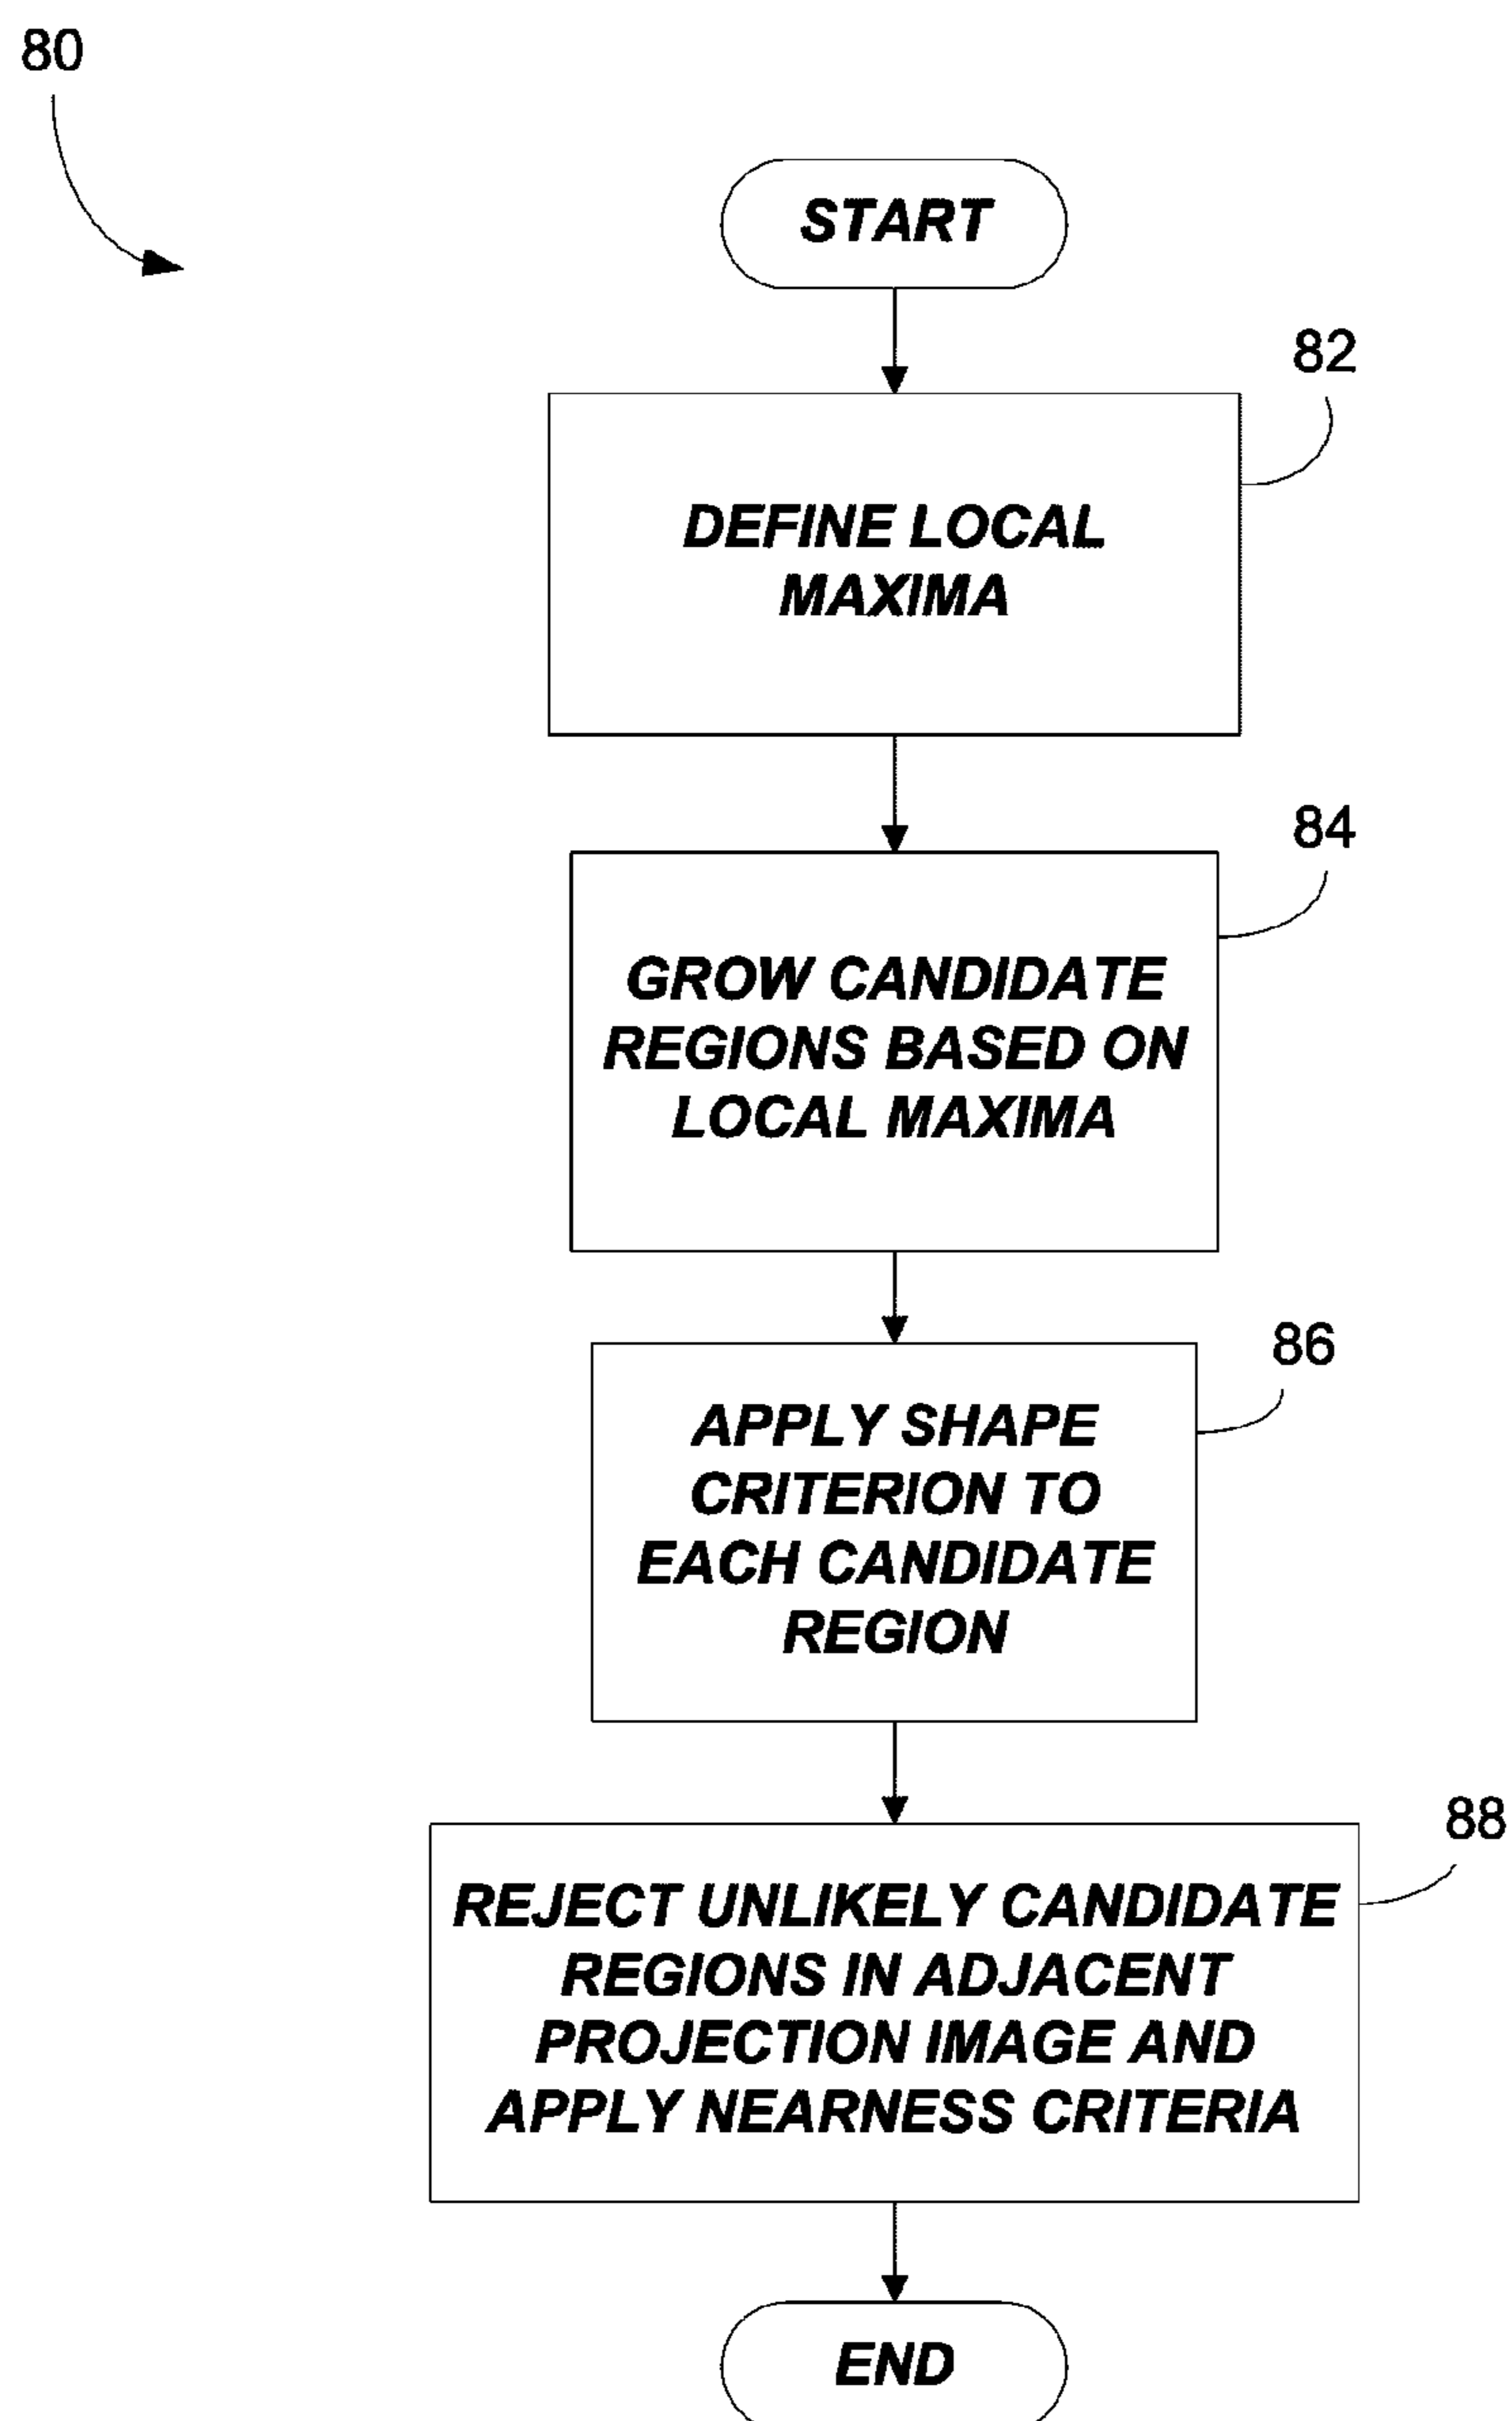 80
START
82
DEFINE LOCAL
MAXIMA
84
GROW CANDIDATE
REGIONS BASED ON
LOCAL MAXIMA
86
APPLY SHAPE
CRITERION TO
EACH CANDIDATE
REGION
88
REJECT UNLIKELY CANDIDATE
REGIONS IN ADJACENT
PROJECTION IMAGE AND
APPLY NEARNESS CRITERIA
END